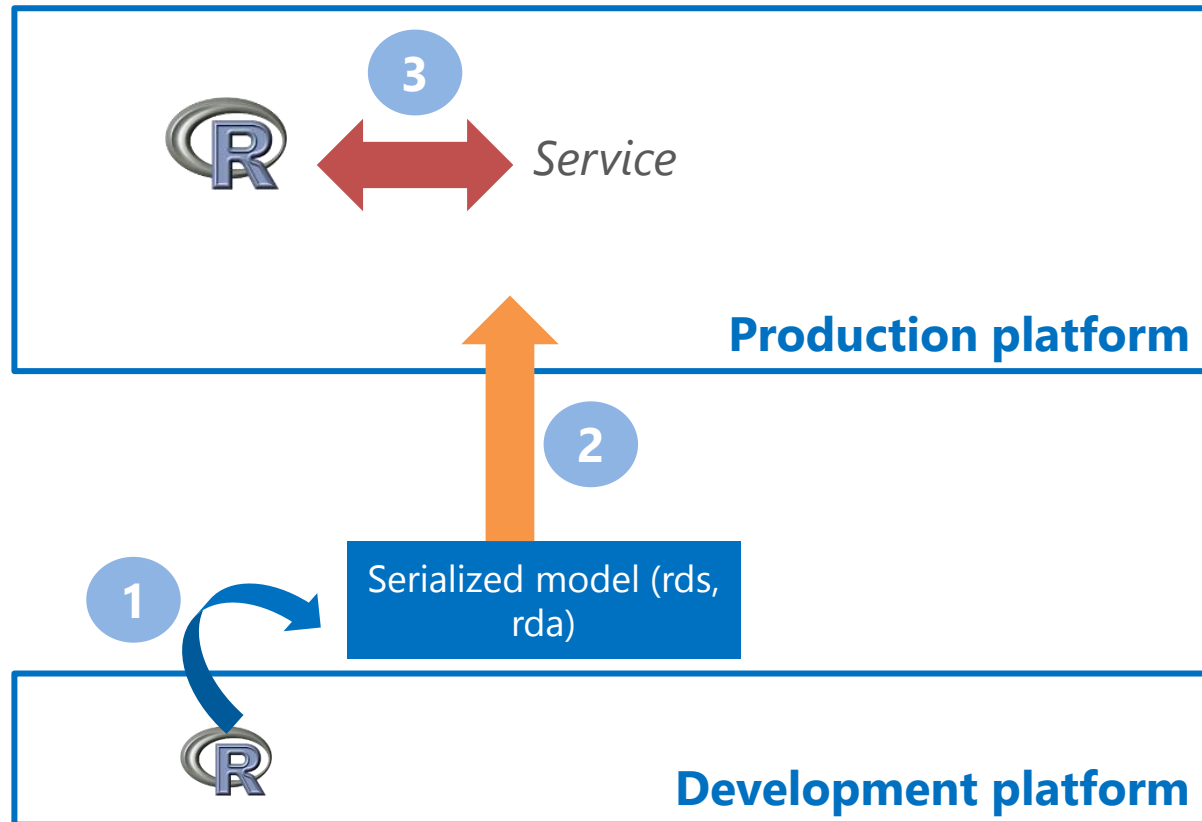 3
R
Service
Production platform
2
1
Serialized model (rds,
rda)
R
Development platform